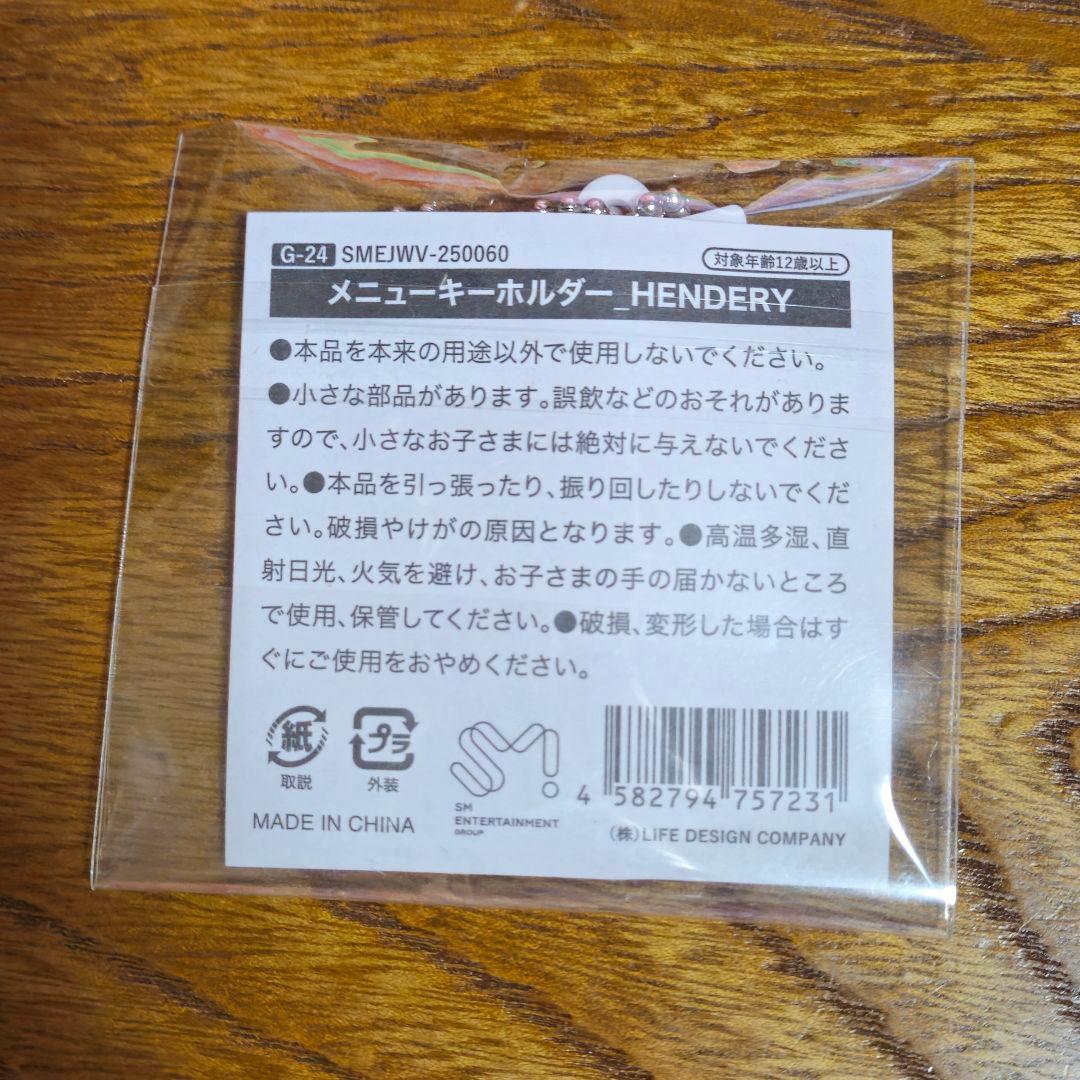 G-24 SMEJWV-250060 対象年齢12歳以上
メニューキーホルダー_HENDERY
●本品を本来の用途以外で使用しないでください。
●小さな部品があります。誤飲などのおそれがありま
すので、小さなお子さまには絶対に与えないでくださ
い。●本品を引っ張ったり、振り回したりしないでくだ
さい。破損やけがの原因となります。●高温多湿、直
射日光、火気を避け、お子さまの手の届かないところ
で使用、保管してください。●破損、変形した場合はす
ぐにご使用をおやめください。
紙 プラ
取説 外装
SM
ENTERTAINMENT
GROUP
4 582794 757231
MADE IN CHINA
(株)LIFE DESIGN COMPANY